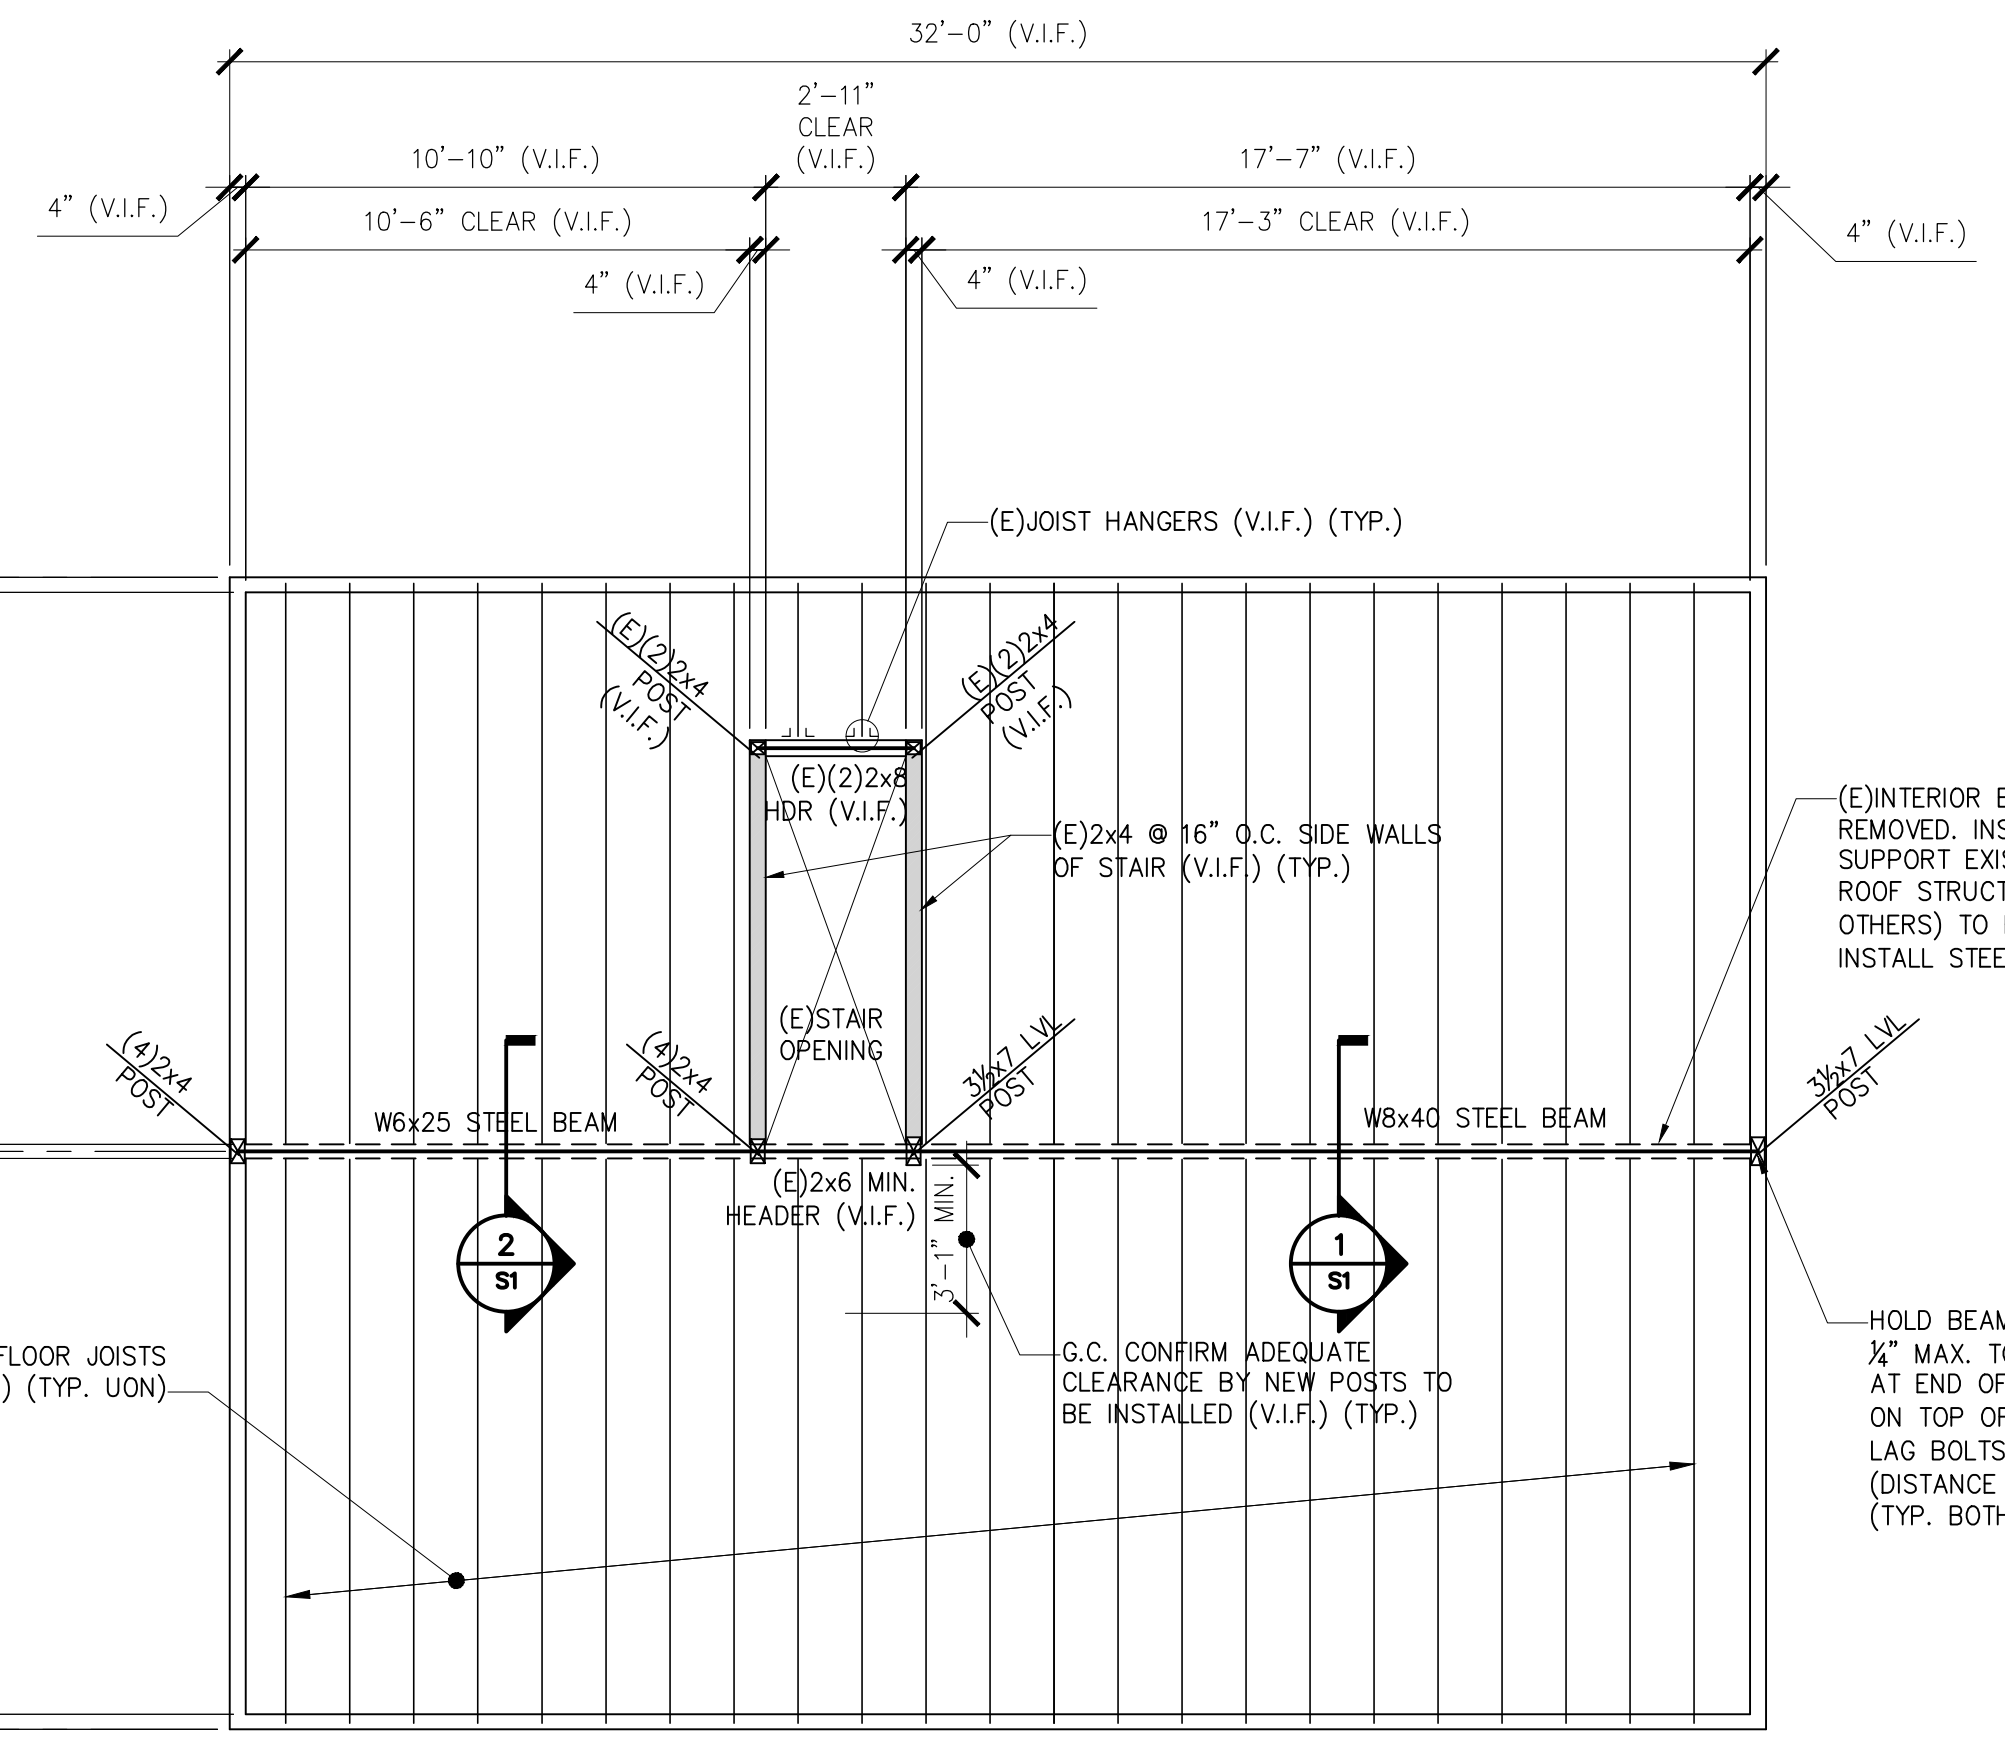 32'-0" (V.I.F.)
2'-11"
CLEAR
(V.I.F.)
10'-10" (V.I.F.)
17'-7" (V.I.F.)
4" (V.I.F.)
10'-6" CLEAR (V.I.F.)
17'-3" CLEAR (V.I.F.)
4" (V.I.F.)
4" (V.I.F.)
4" (V.I.F.)
(E)JOIST HANGERS (V.I.F.) (TYP.)
(E)(2)2x4
POST
(V.I.F.)
(E)(2)2x4
POST
(V.I.F.)
(E)(2)2x8
HDR (V.I.F.)
(E)2x4 @ 16" O.C. SIDE WALLS
OF STAIR (V.I.F.) (TYP.)
(E)INTERIOR
REMOVED.
SUPPORT
ROOF
OTHERS) TO
INSTALL
(E)STAIR
OPENING
(4)2x4
POST
(4)2x4
POST
3½x7 LVL
POST
3½x7 LVL
POST
W6x25 STEEL BEAM
W8x40 STEEL BEAM
(E)2x6 MIN.
HEADER (V.I.F.)
3'-1" MIN.
2
S1
1
S1
G.C. CONFIRM ADEQUATE
CLEARANCE BY NEW POSTS TO
BE INSTALLED (V.I.F.) (TYP.)
FLOOR JOISTS
) (TYP. UON)
HOLD BEAM
¼" MAX.
AT END OF
ON TOP OF
LAG BOLTS
(DISTANCE
(TYP. BOTH